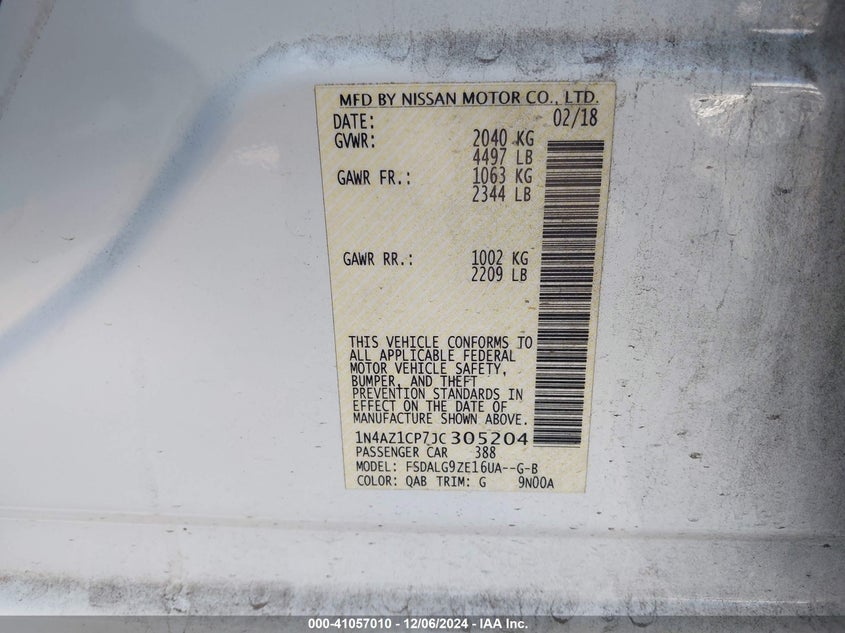 MFD BY NISSAN MOTOR CO., LTD.
DATE: 02/18
GVWR: 2040 KG
4497 LB
GAWR FR.: 1063 KG
2344 LB
GAWR RR.: 1002 KG
2209 LB
THIS VEHICLE CONFORMS TO
ALL APPLICABLE FEDERAL
MOTOR VEHICLE SAFETY,
BUMPER, AND THEFT
PREVENTION STANDARDS IN
EFFECT ON THE DATE OF
MANUFACTURE SHOWN ABOVE.
1N4AZ1CP7JC305204
PASSENGER CAR 388
MODEL: FSDALG9ZE16UA--G-B
COLOR: QAB TRIM: G 9N00A
000-41057010 - 12/06/2024 - IAA Inc.